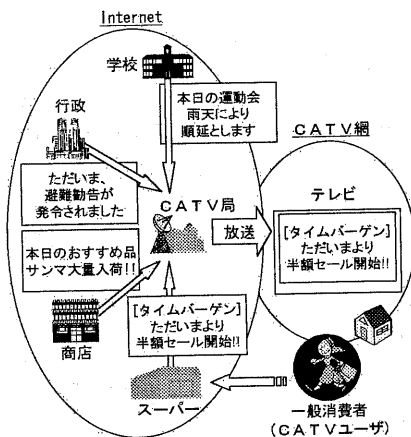 Internet
学校
本日の運動会
雨天により
順延とします
行政
ただいま、
避難勧告が
発令されました
CATV網
テレビ
[タイムバーゲン]
ただいまより
半額セール開始!!
CATV局
放送
本日のおすすめ品
サンマ大量入荷!!
商店
[タイムバーゲン]
ただいまより
半額セール開始!!
スーパー
一般消費者
(CATVユーザ)